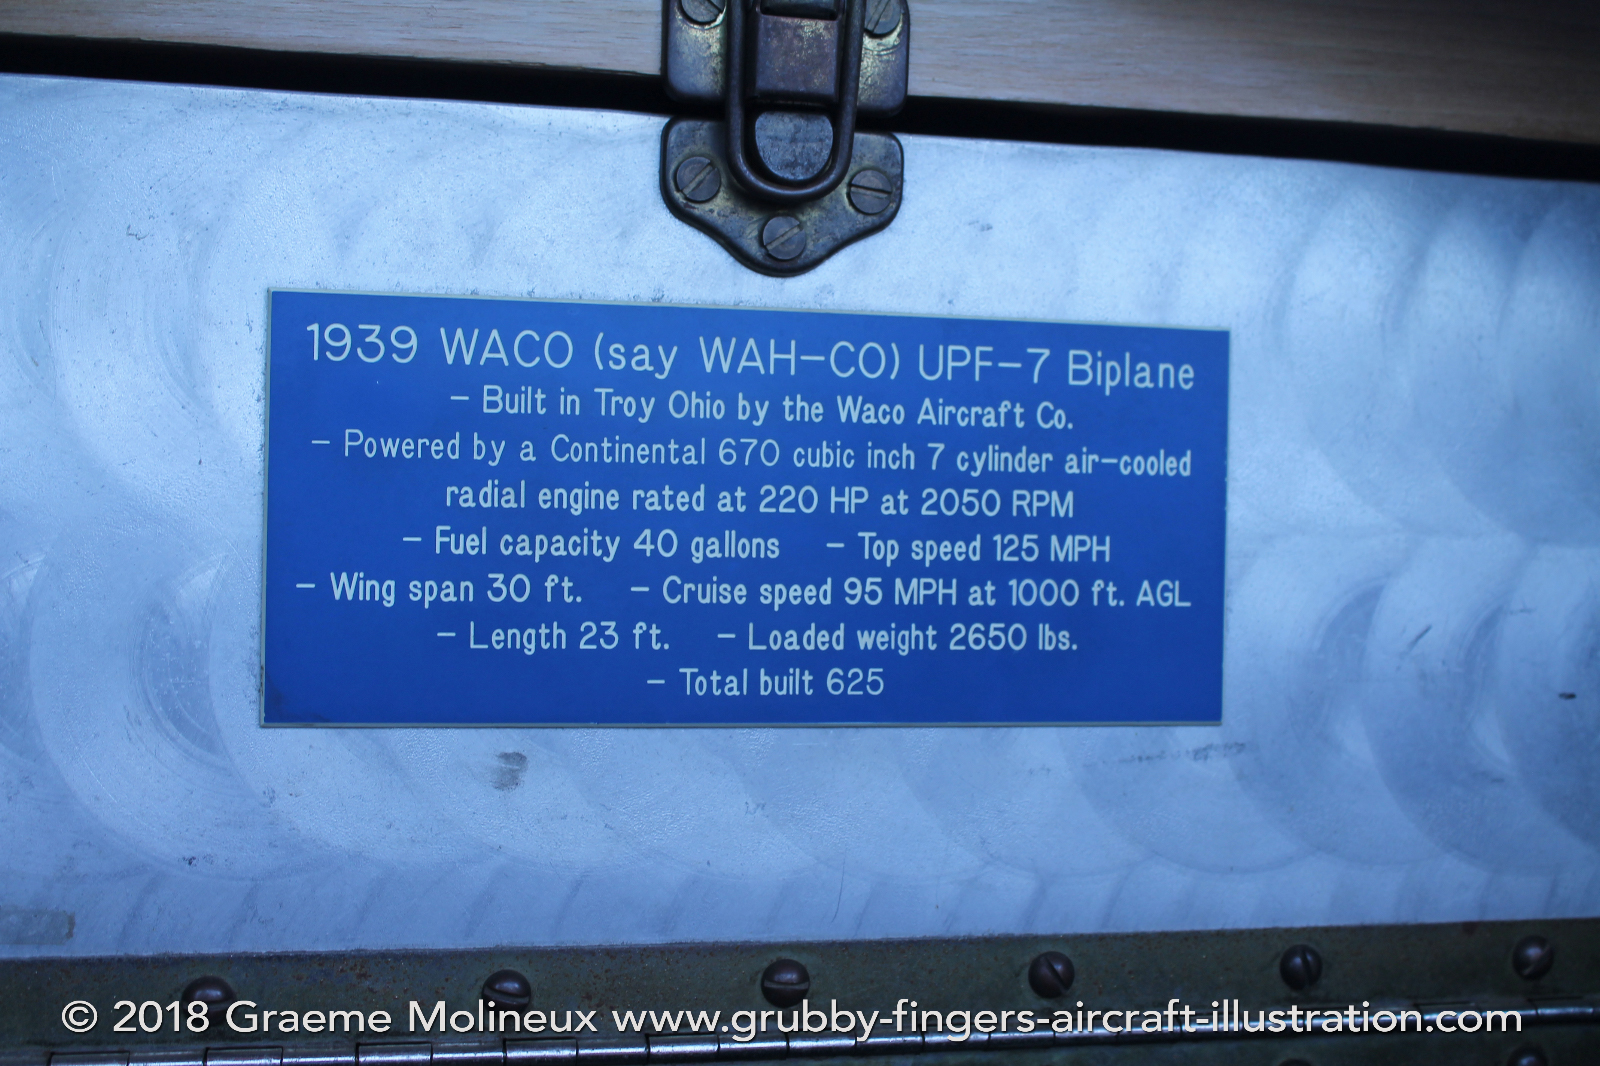 1939 WACO (say WAH-CO) UPF-7 Biplane
- Built in Troy Ohio by the Waco Aircraft Co.
- Powered by a Continental 670 cubic inch 7 cylinder air-cooled
radial engine rated at 220 HP at 2050 RPM
- Fuel capacity 40 gallons - Top speed 125 MPH
- Wing span 30 ft. - Cruise speed 95 MPH at 1000 ft. AGL
- Length 23 ft. - Loaded weight 2650 lbs.
- Total built 625
© 2018 Graeme Molineux www.grubby-fingers-aircraft-illustration.com